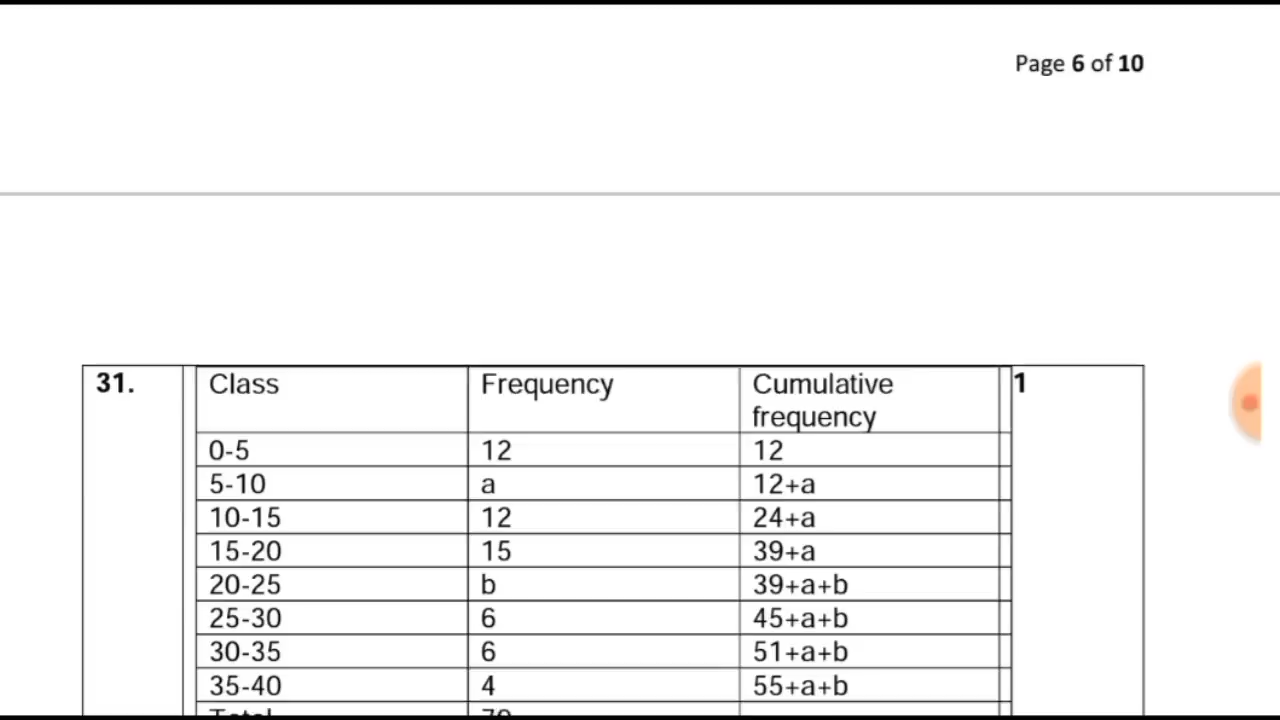 Page 6 of 10
31. Class Frequency Cumulative frequency 1
0-5 12 12
5-10 a 12+a
10-15 12 24+a
15-20 15 39+a
20-25 b 39+a+b
25-30 6 45+a+b
30-35 6 51+a+b
35-40 4 55+a+b
Total 70